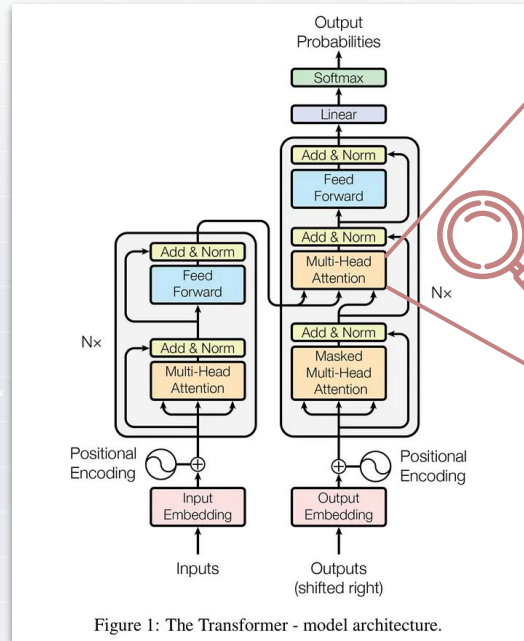 Output
Probabilities
Softmax
Linear
Add & Norm
Feed
Forward
Add & Norm
Multi-Head
Attention
Nx
Add & Norm
Masked
Multi-Head
Attention
Add & Norm
Feed
Forward
Nx
Add & Norm
Multi-Head
Attention
Positional
Encoding
Positional
Encoding
Input
Embedding
Output
Embedding
Inputs
Outputs
(shifted right)
Figure 1: The Transformer - model architecture.